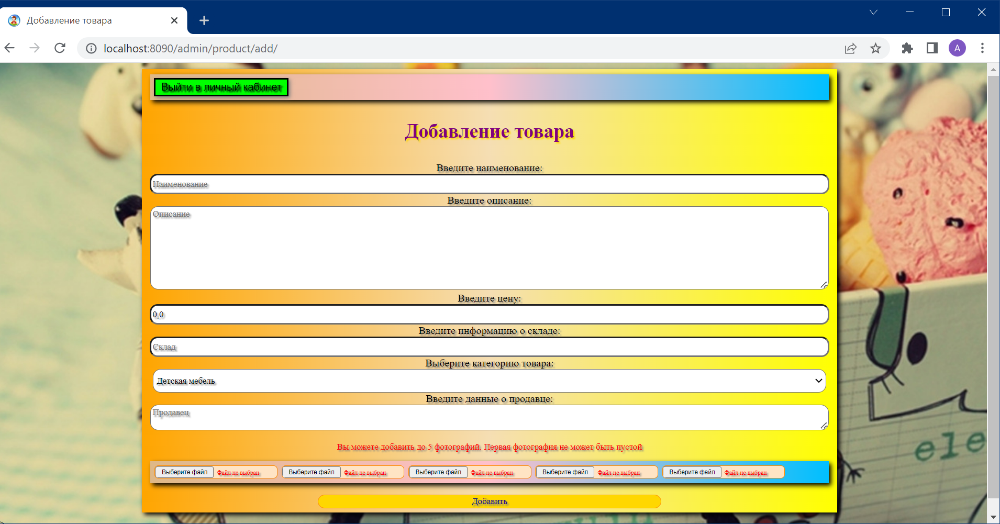 Добавление товара
localhost:8090/admin/product/add/
A
Выйти в личный кабинет
Добавление товара
Введите наименование:
Наименование
Введите описание:
Описание
Введите цену:
0,0
Введите информацию о складе:
Склад
Выберите категорию товара:
Детская мебель
Введите данные о продавце:
Продавец
ele
Вы можете добавить до 5 фотографий. Первая фотография не может быть пустой
Выберите файл Файл не выбран Выберите файл Файл не выбран Выберите файл Файл не выбран Выберите файл Файл не выбран Выберите файл Файл не выбран
Добавить